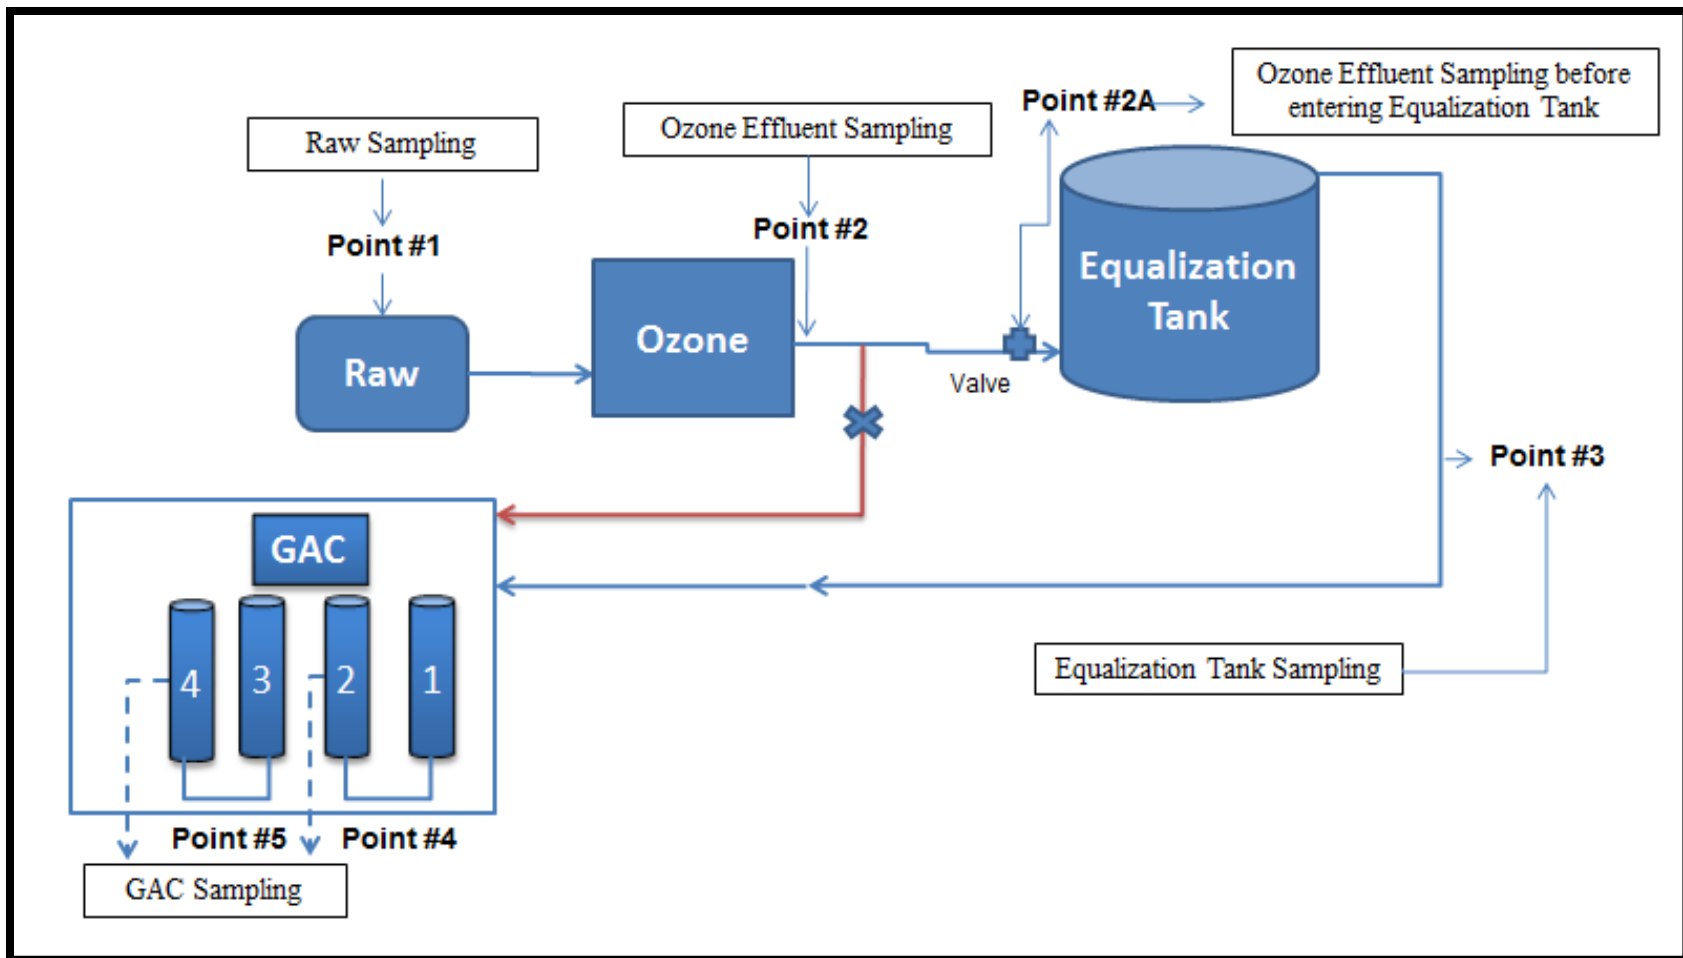 Ozone Effluent Sampling before
entering Equalization Tank
Point #2A
Raw Sampling
Ozone Effluent Sampling
Point #1
Point #2
Equalization
Tank
Ozone
Raw
Valve
Point #3
GAC
4
3
2
1
Equalization Tank Sampling
Point #5
Point #4
GAC Sampling